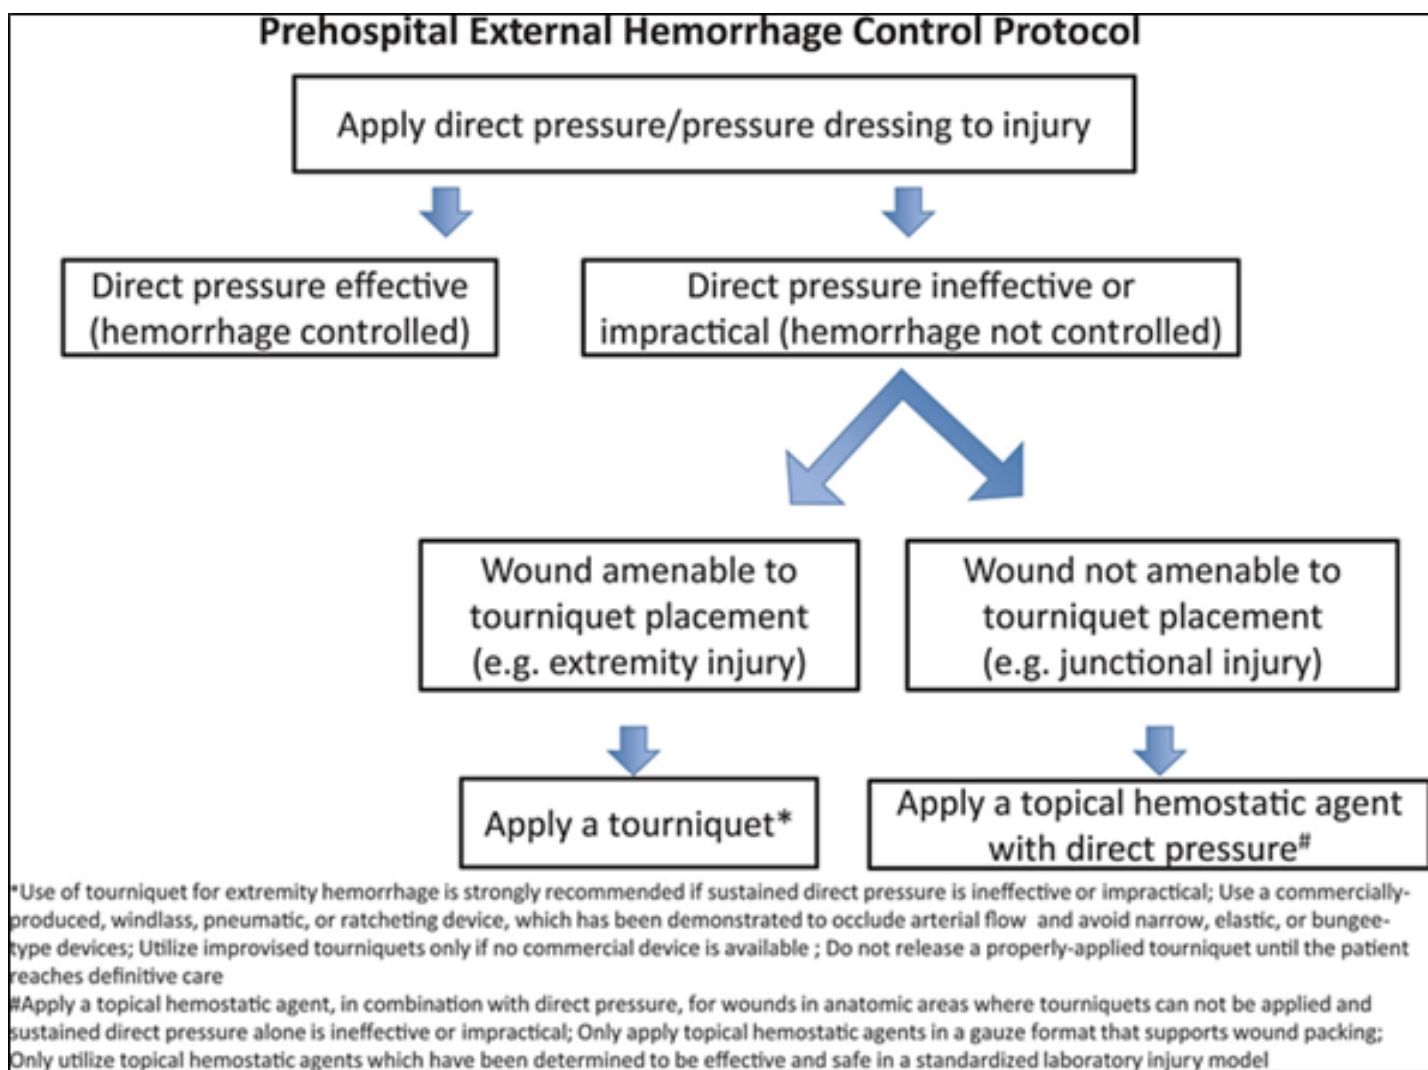 Prehospital External Hemorrhage Control Protocol
Apply direct pressure/pressure dressing to injury
Direct pressure effective
(hemorrhage controlled)
Direct pressure ineffective or
impractical (hemorrhage not controlled)
Wound amenable to
tourniquet placement
(e.g. extremity injury)
Wound not amenable to
tourniquet placement
(e.g. junctional injury)
Apply a tourniquet*
Apply a topical hemostatic agent
with direct pressure#
*Use of tourniquet for extremity hemorrhage is strongly recommended if sustained direct pressure is ineffective or impractical; Use a commercially-
produced, windlass, pneumatic, or ratcheting device, which has been demonstrated to occlude arterial flow and avoid narrow, elastic, or bungee-
type devices; Utilize improvised tourniquets only if no commercial device is available ; Do not release a properly-applied tourniquet until the patient
reaches definitive care
#Apply a topical hemostatic agent, in combination with direct pressure, for wounds in anatomic areas where tourniquets can not be applied and
sustained direct pressure alone is ineffective or impractical; Only apply topical hemostatic agents in a gauze format that supports wound packing;
Only utilize topical hemostatic agents which have been determined to be effective and safe in a standardized laboratory injury model